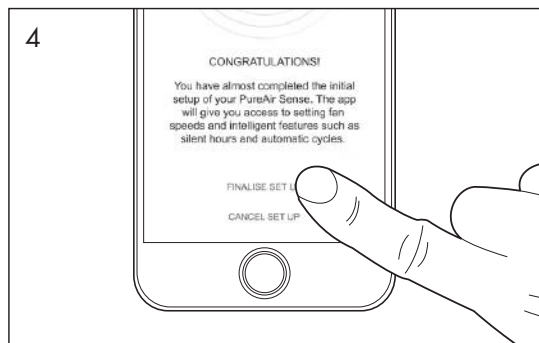 4
CONGRATULATIONS!
You have almost completed the initial
setup of your PureAir Sense. The app
will give you access to setting fan
speeds and intelligent features such as
silent hours and automatic cycles.
FINALISE SET U
CANCEL SET UP